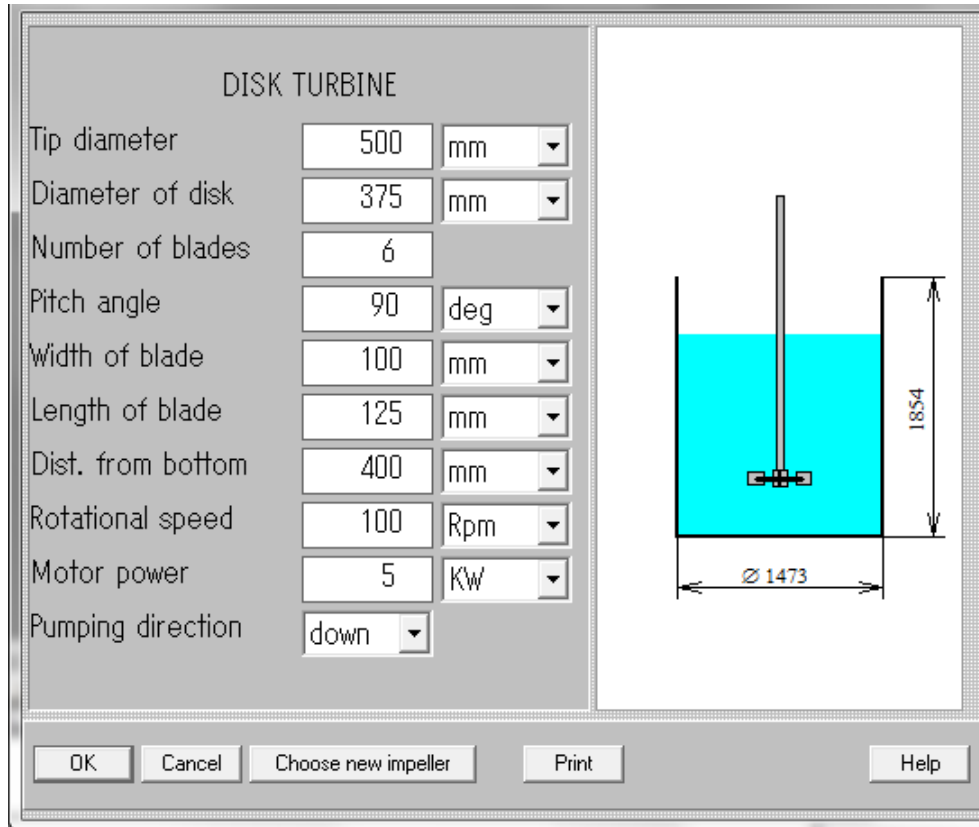 DISK TURBINE
Tip diameter 500 mm
Diameter of disk 375 mm
Number of blades 6
Pitch angle 90 deg
Width of blade 100 mm
Length of blade 125 mm
Dist. from bottom 400 mm
Rotational speed 100 Rpm
Motor power 5 KW
Pumping direction down
1854
∅ 1473
OK Cancel Choose new impeller Print Help